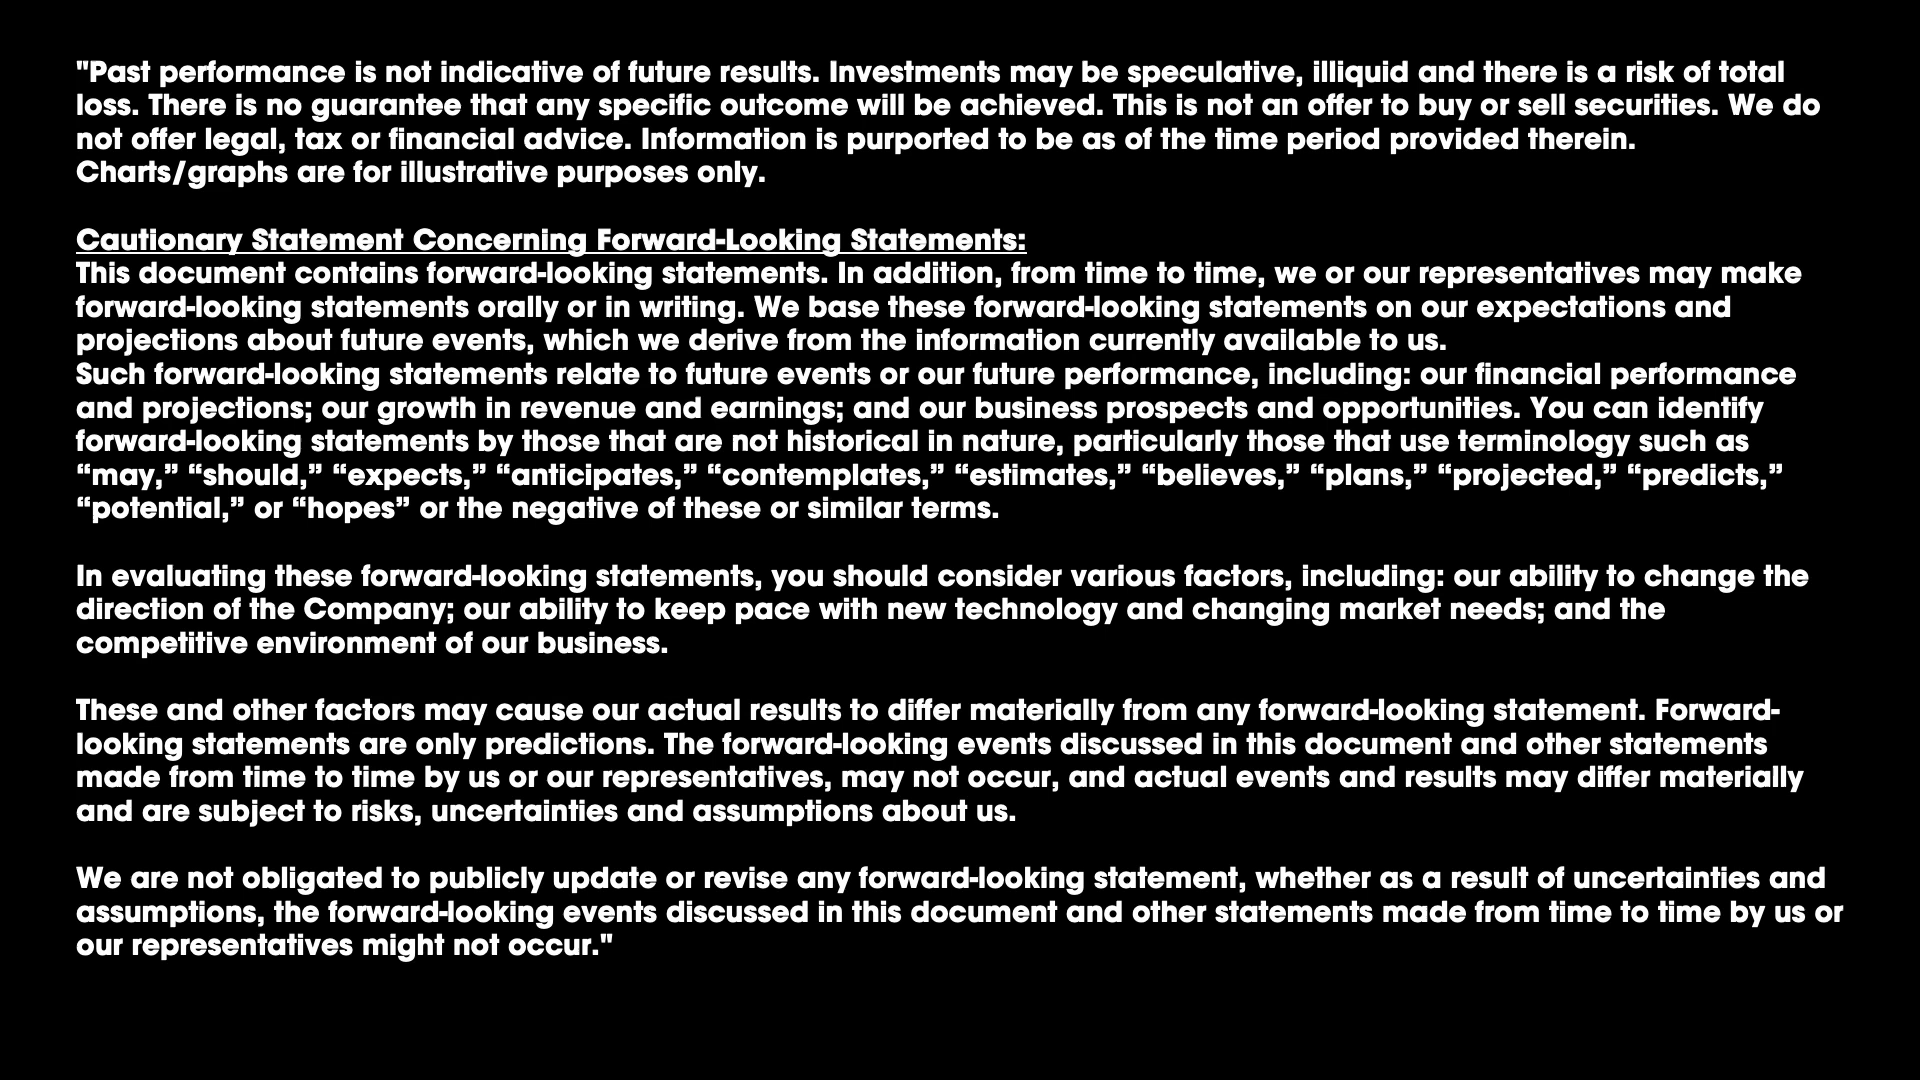 "Past performance is not indicative of future results. Investments may be speculative, illiquid and there is a risk of total
loss. There is no guarantee that any specific outcome will be achieved. This is not an offer to buy or sell securities. We do
not offer legal, tax or financial advice. Information is purported to be as of the time period provided therein.
Charts/graphs are for illustrative purposes only.
Cautionary Statement Concerning Forward-Looking Statements:
This document contains forward-looking statements. In addition, from time to time, we or our representatives may make
forward-looking statements orally or in writing. We base these forward-looking statements on our expectations and
projections about future events, which we derive from the information currently available to us.
Such forward-looking statements relate to future events or our future performance, including: our financial performance
and projections; our growth in revenue and earnings; and our business prospects and opportunities. You can identify
forward-looking statements by those that are not historical in nature, particularly those that use terminology such as
“may,” “should,” “expects,” “anticipates,” “contemplates,” “estimates,” “believes,” “plans,” “projected,” “predicts,”
“potential,” or “hopes” or the negative of these or similar terms.
In evaluating these forward-looking statements, you should consider various factors, including: our ability to change the
direction of the Company; our ability to keep pace with new technology and changing market needs; and the
competitive environment of our business.
These and other factors may cause our actual results to differ materially from any forward-looking statement. Forward-
looking statements are only predictions. The forward-looking events discussed in this document and other statements
made from time to time by us or our representatives, may not occur, and actual events and results may differ materially
and are subject to risks, uncertainties and assumptions about us.
We are not obligated to publicly update or revise any forward-looking statement, whether as a result of uncertainties and
assumptions, the forward-looking events discussed in this document and other statements made from time to time by us or
our representatives might not occur."